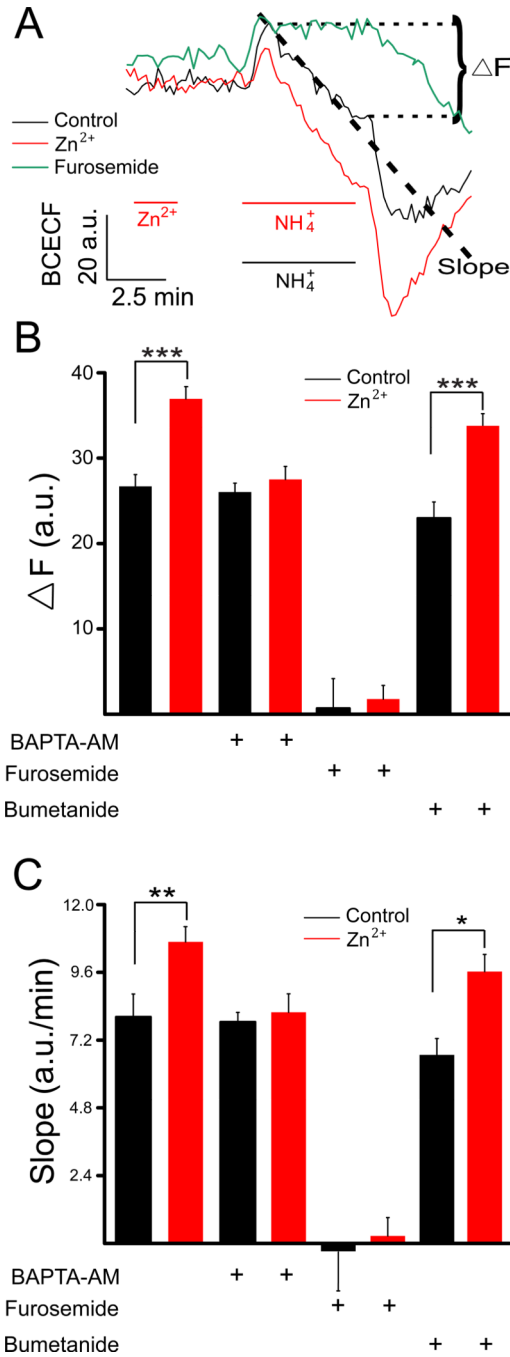 A
△F
Control
Zn²⁺
Furosemide
BCECF
20 a.u.
2.5 min
Zn²⁺
NH₄⁺
NH₄⁺
Slope
B
***
Control
Zn²⁺
***
△F (a.u.)
40
30
20
10
BAPTA-AM + +
Furosemide + +
Bumetanide + +
C
**
Control
Zn²⁺
*
Slope (a.u./min)
12.0
9.6
7.2
4.8
2.4
BAPTA-AM + +
Furosemide + +
Bumetanide + +